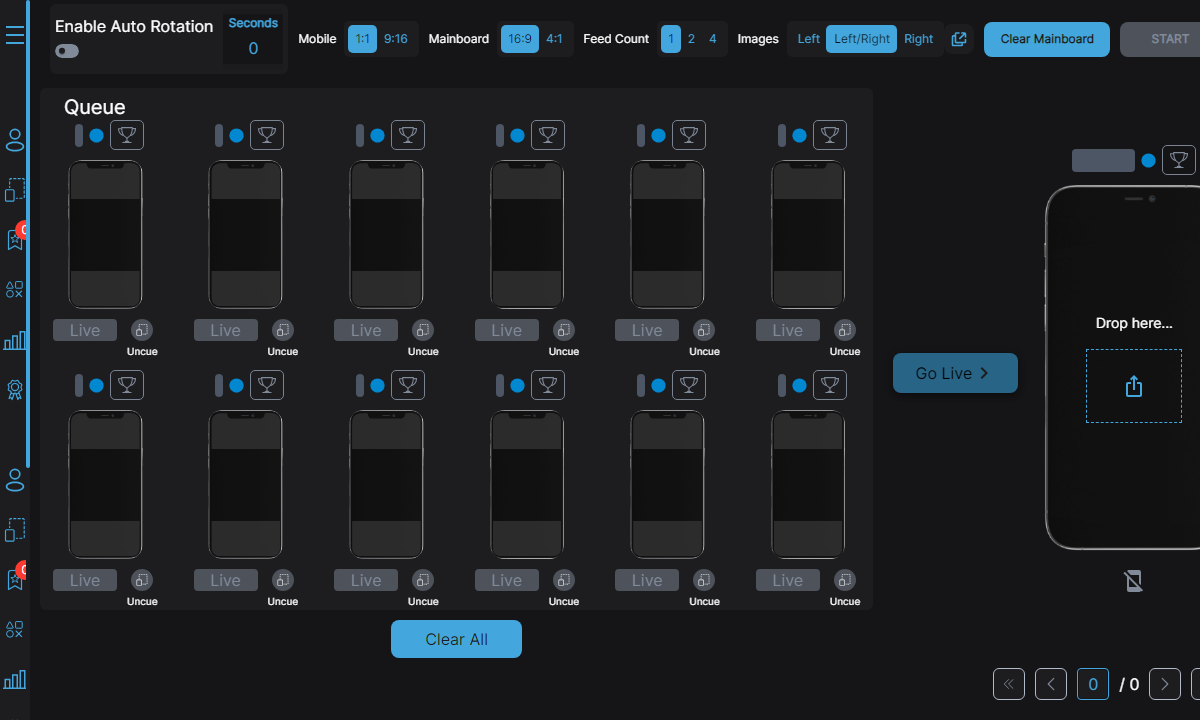 Enable Auto Rotation
Seconds
0
Mobile 1:1 9:16 Mainboard 16:9 4:1 Feed Count 1 2 4 Images Left Left/Right Right Clear Mainboard START
Queue
Live Live Live Live Live Live
Uncue Uncue Uncue Uncue Uncue Uncue
Drop here...
Go Live
Live Live Live Live Live Live
Uncue Uncue Uncue Uncue Uncue Uncue
Clear All
0 / 0